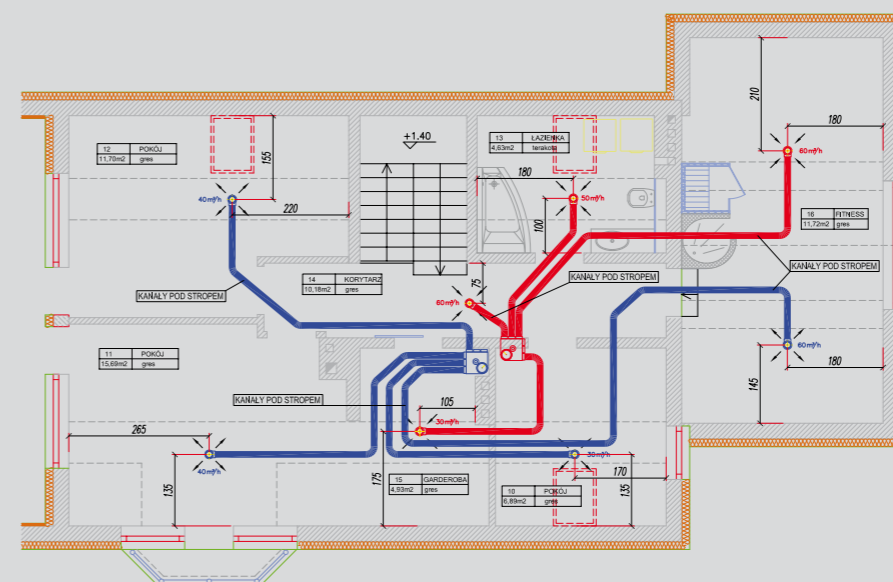 210
180
60m³/h
+1.40
12 POKÓJ
11,70m2 gres
155
13 ŁAZIENKA
4,63m2 terakota
180
40m³/h
50m³/h
220
100
16 FITNESS
11,72m2 gres
14 KORYTARZ
10,18m2 gres
75
KANAŁY POD STROPEM
KANAŁY POD STROPEM
KANAŁY POD STROPEM
60m³/h
11 POKÓJ
15,69m2 gres
60m³/h
180
145
KANAŁY POD STROPEM
105
30m³/h
265
40m³/h
30m³/h
135
175
15 GARDEROBA
4,93m2 gres
170
135
10 POKÓJ
6,89m2 gres